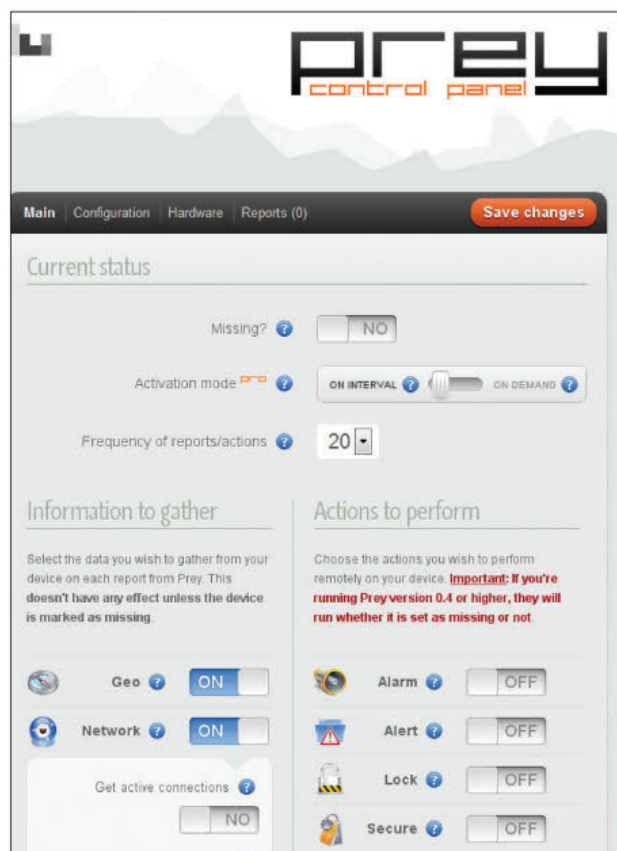 prey
control panel
Main Configuration Hardware Reports (0) Save changes
Current status
Missing? ? NO
Activation mode pro ? ON INTERVAL ? ON DEMAND ?
Frequency of reports/actions ? 20
Information to gather
Select the data you wish to gather from your
device on each report from Prey. This
doesn't have any effect unless the device
is marked as missing.
Geo ? ON
Network ? ON
Get active connections ?
NO
Actions to perform
Choose the actions you wish to perform
remotely on your device. Important: If you're
running Prey version 0.4 or higher, they will
run whether it is set as missing or not.
Alarm ? OFF
Alert ? OFF
Lock ? OFF
Secure ? OFF